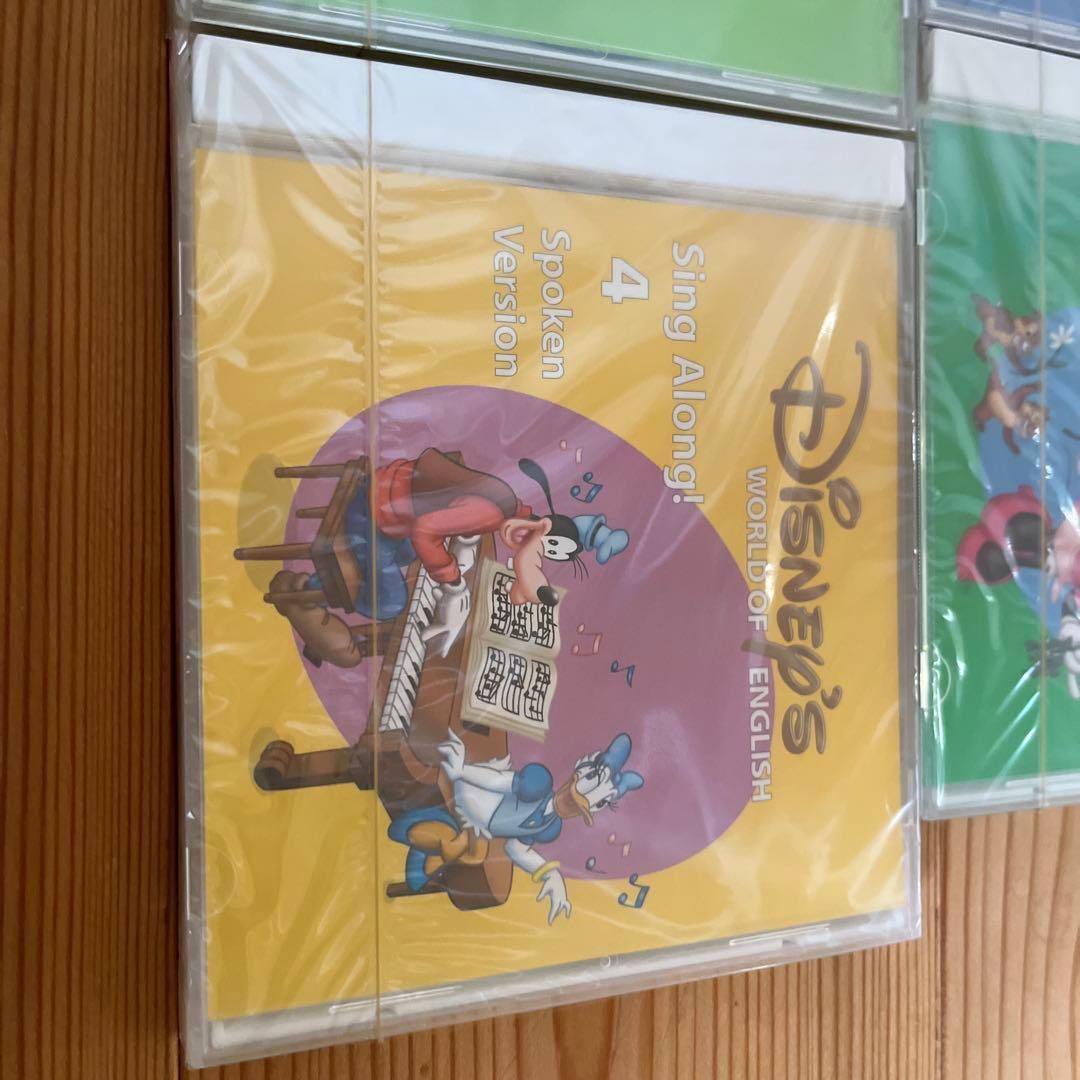 Disney's
WORLD OF ENGLISH
Sing Along!
4
Spoken
Version